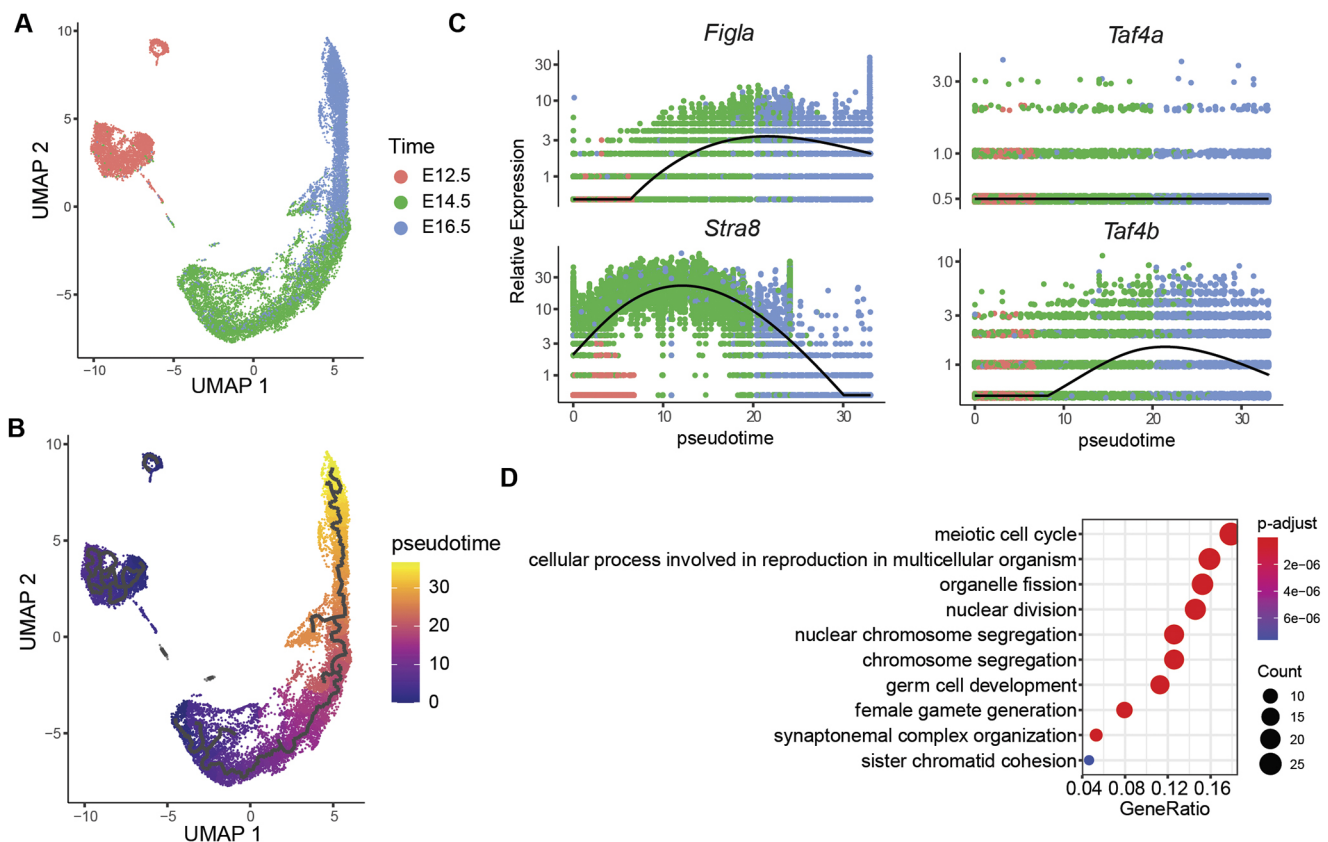 A
10
5
0
−5
UMAP 2
−10
−5
0
5
UMAP 1
Time
E12.5
E14.5
E16.5
B
10
5
0
−5
UMAP 2
−10
−5
0
5
UMAP 1
pseudotime
30
20
10
0
C
Relative Expression
Figla
30
10
3
1
Taf4a
3.0
1.0
0.5
Stra8
30
10
3
1
0
10
20
30
pseudotime
Taf4b
10
3
1
0
10
20
30
pseudotime
D
meiotic cell cycle
cellular process involved in reproduction in multicellular organism
organelle fission
nuclear division
nuclear chromosome segregation
chromosome segregation
germ cell development
female gamete generation
synaptonemal complex organization
sister chromatid cohesion
0.04 0.08 0.12 0.16
GeneRatio
p-adjust
2e−06
4e−06
6e−06
Count
10
15
20
25